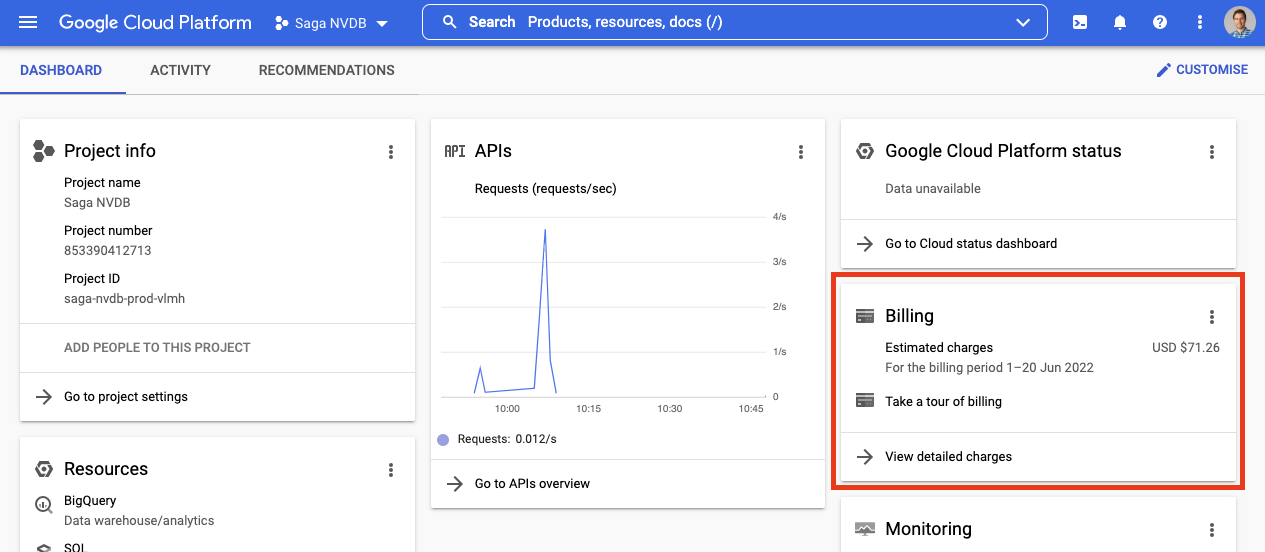 Google Cloud Platform
Saga NVDB
Search Products, resources, docs (/)
DASHBOARD
ACTIVITY
RECOMMENDATIONS
CUSTOMISE
Project info
Project name
Saga NVDB
Project number
853390412713
Project ID
saga-nvdb-prod-vlmh
ADD PEOPLE TO THIS PROJECT
Go to project settings
Resources
BigQuery
Data warehouse/analytics
SQL
API APIs
Requests (requests/sec)
4/s
3/s
2/s
1/s
0
10:00
10:15
10:30
10:45
Requests: 0.012/s
Go to APIs overview
Google Cloud Platform status
Data unavailable
Go to Cloud status dashboard
Billing
Estimated charges USD $71.26
For the billing period 1–20 Jun 2022
Take a tour of billing
View detailed charges
Monitoring